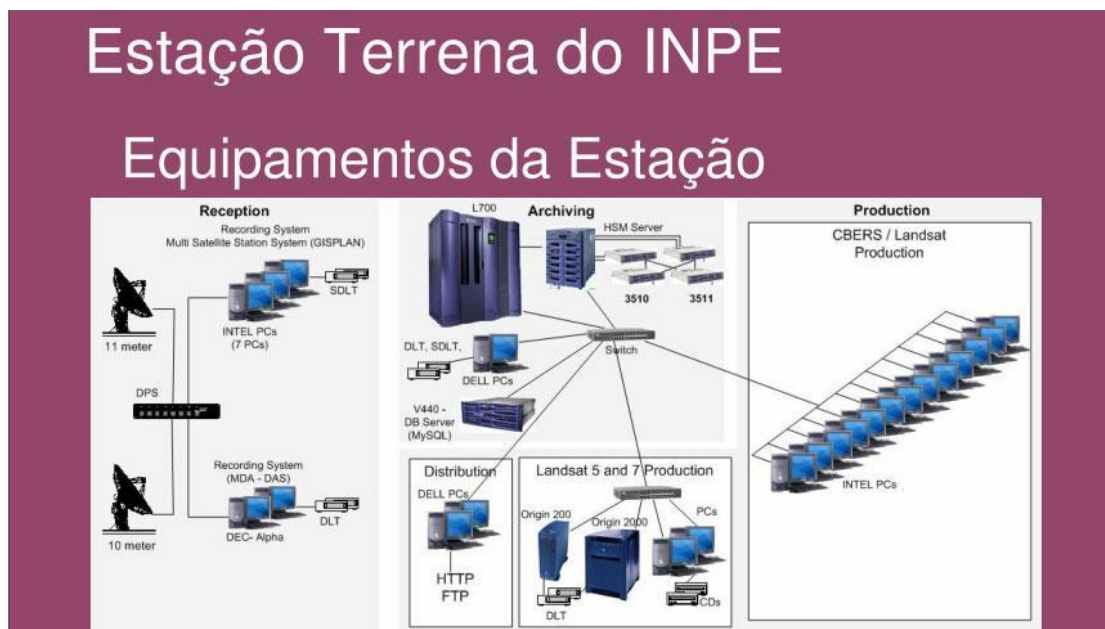 Estação Terrena do INPE
Equipamentos da Estação
Reception
Recording System
Multi Satellite Station System (GISPLAN)
SDLT
INTEL PCs
(7 PCs)
11 meter
DPS
Recording System
(MDA - DAS)
DLT
DEC- Alpha
10 meter
L700
Archiving
HSM Server
3510
3511
Switch
DLT, SDLT,
DELL PCs
V440 -
DB Server
(MySQL)
Distribution
DELL PCs
HTTP
FTP
Landsat 5 and 7 Production
Origin 200
Origin 2000
PCs
DLT
CDs
Production
CBERS / Landsat
Production
INTEL PCs